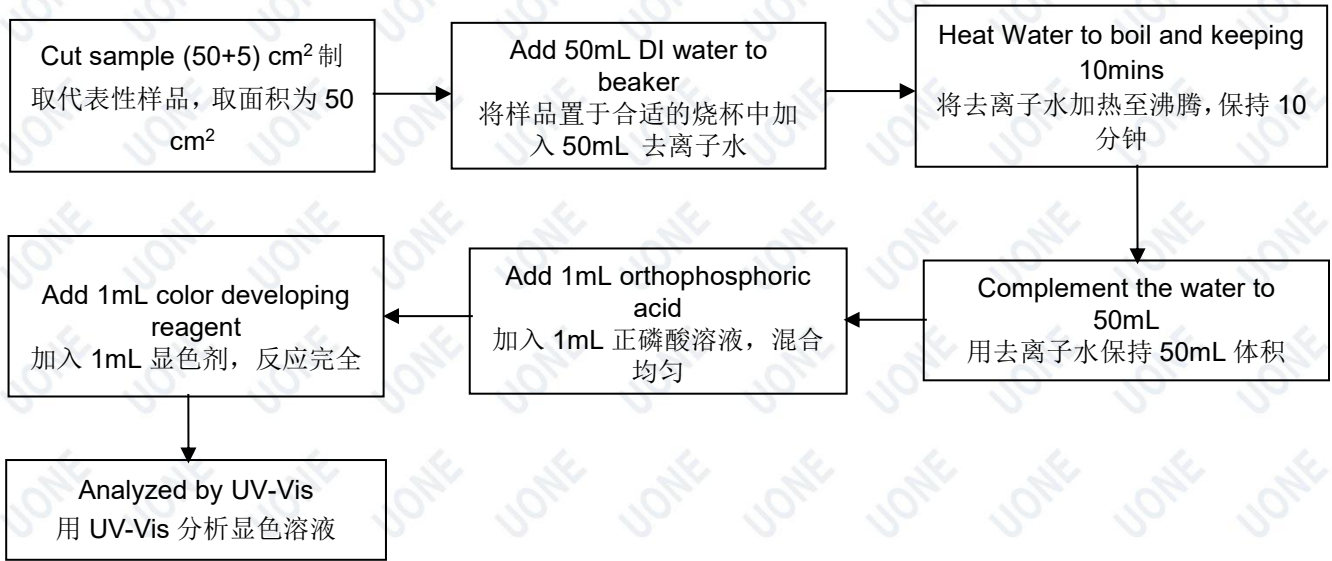 Cut sample (50+5) cm² 制
取代表性样品，取面积为 50
cm²
Add 50mL DI water to
beaker
将样品置于合适的烧杯中加
入 50mL 去离子水
Heat Water to boil and keeping
10mins
将去离子水加热至沸腾，保持 10
分钟
Complement the water to
50mL
用去离子水保持 50mL 体积
Add 1mL orthophosphoric
acid
加入 1mL 正磷酸溶液，混合
均匀
Add 1mL color developing
reagent
加入 1mL 显色剂，反应完全
Analyzed by UV-Vis
用 UV-Vis 分析显色溶液
UONE